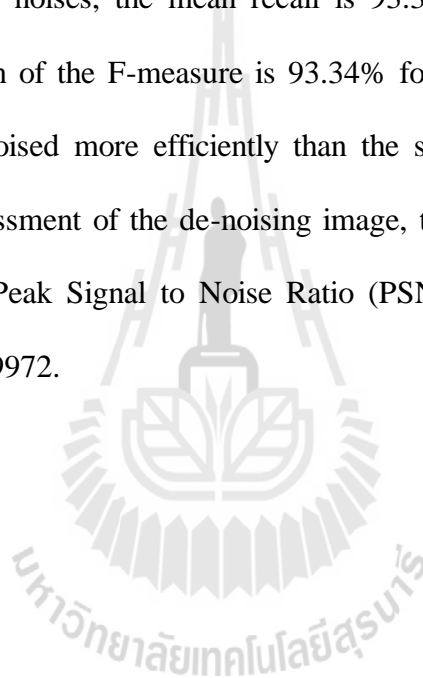 noises, the mean recall is 93.3
of the F-measure is 93.34% fo
oised more efficiently than the s
essment of the de-noising image, t
Peak Signal to Noise Ratio (PSN
9972.
มหาวิทยาลัยเทคโนโลยีสุรนารี